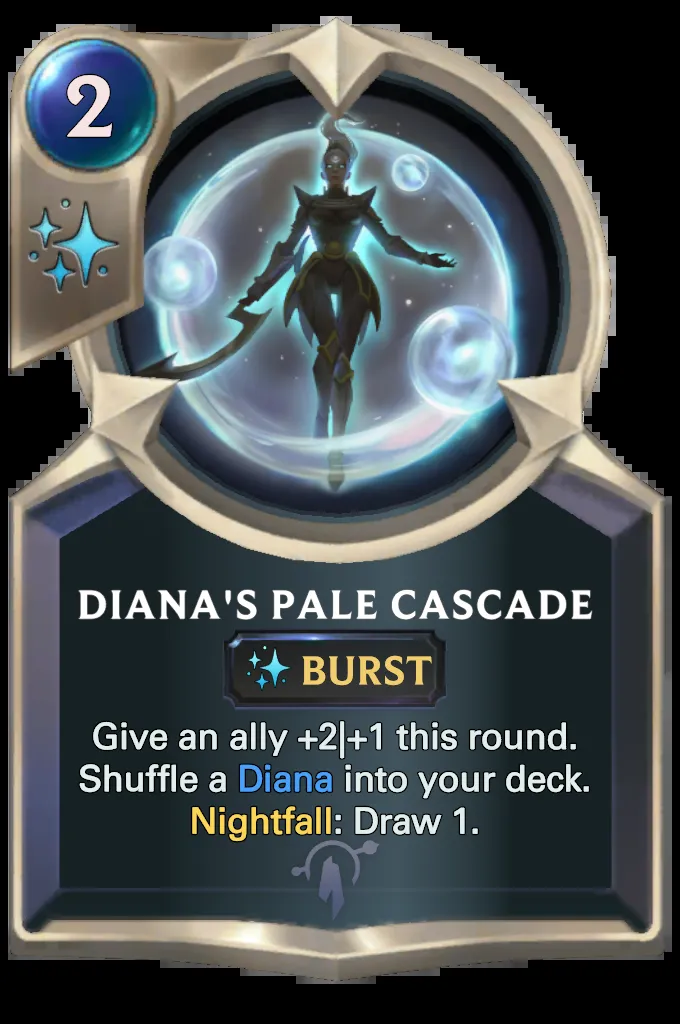 2
DIANA'S PALE CASCADE
BURST
Give an ally +2|+1 this round.
Shuffle a Diana into your deck.
Nightfall: Draw 1.